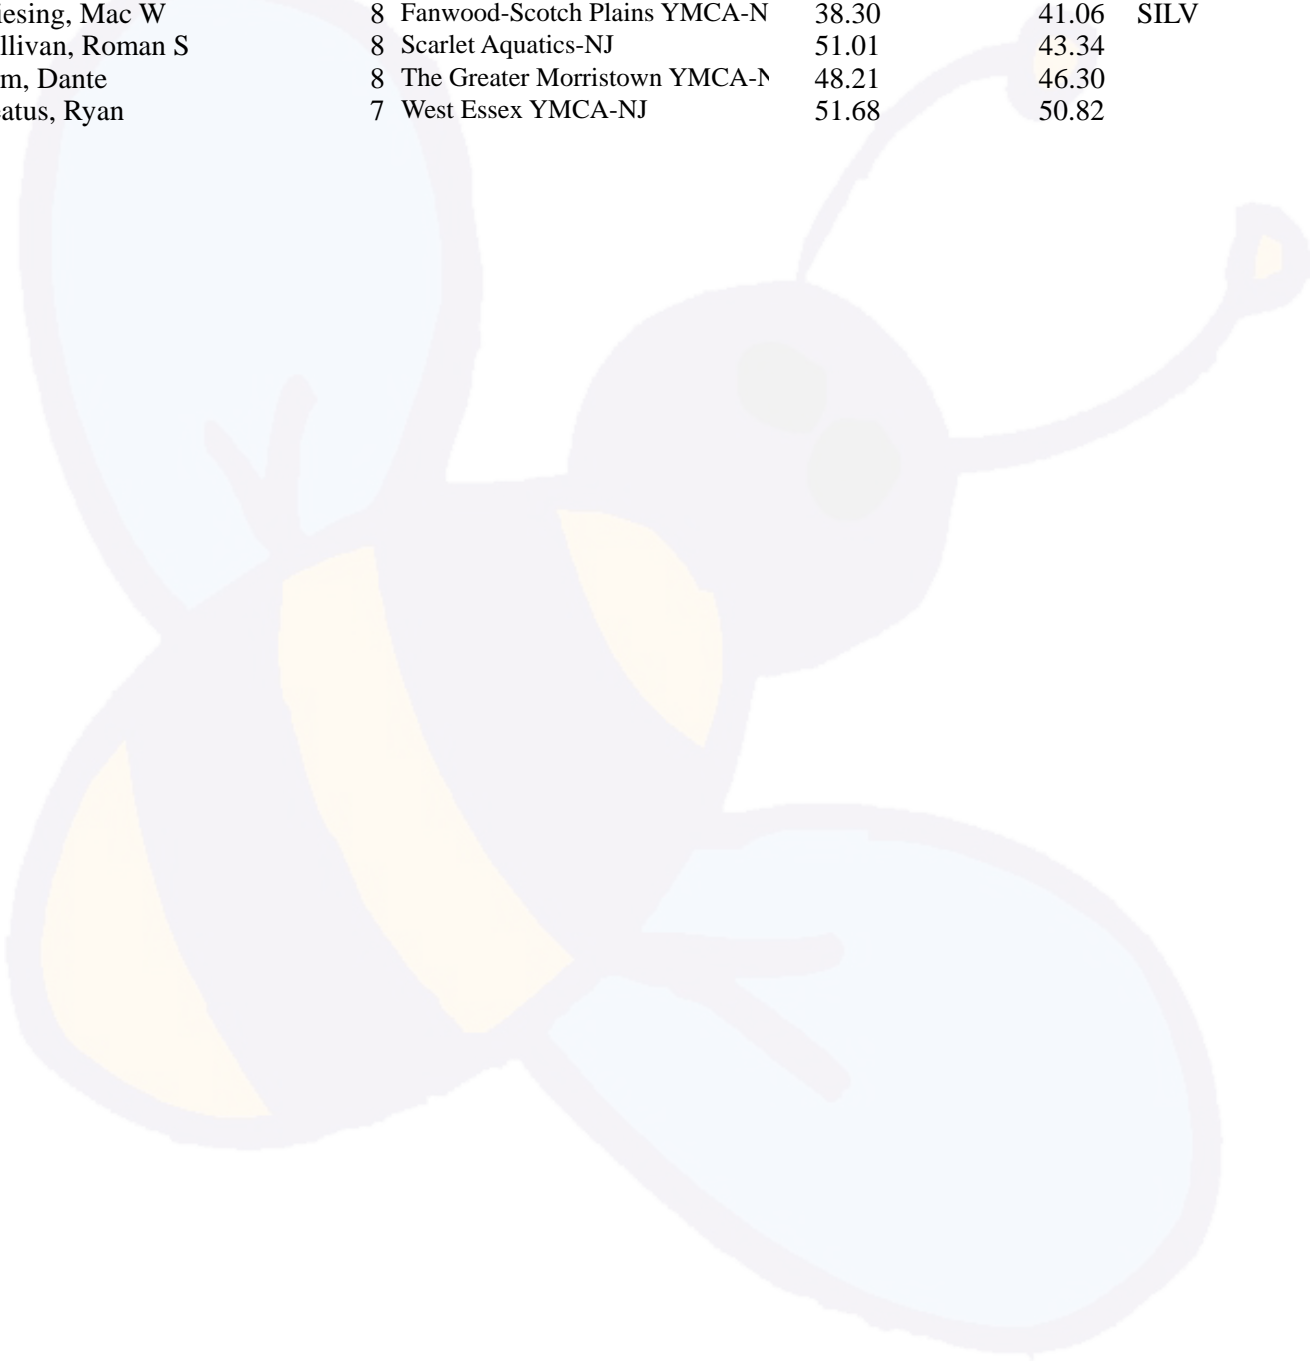 iesing, Mac W 8 Fanwood-Scotch Plains YMCA-N 38.30 41.06 SILV
llivan, Roman S 8 Scarlet Aquatics-NJ 51.01 43.34
m, Dante 8 The Greater Morristown YMCA-N 48.21 46.30
atus, Ryan 7 West Essex YMCA-NJ 51.68 50.82